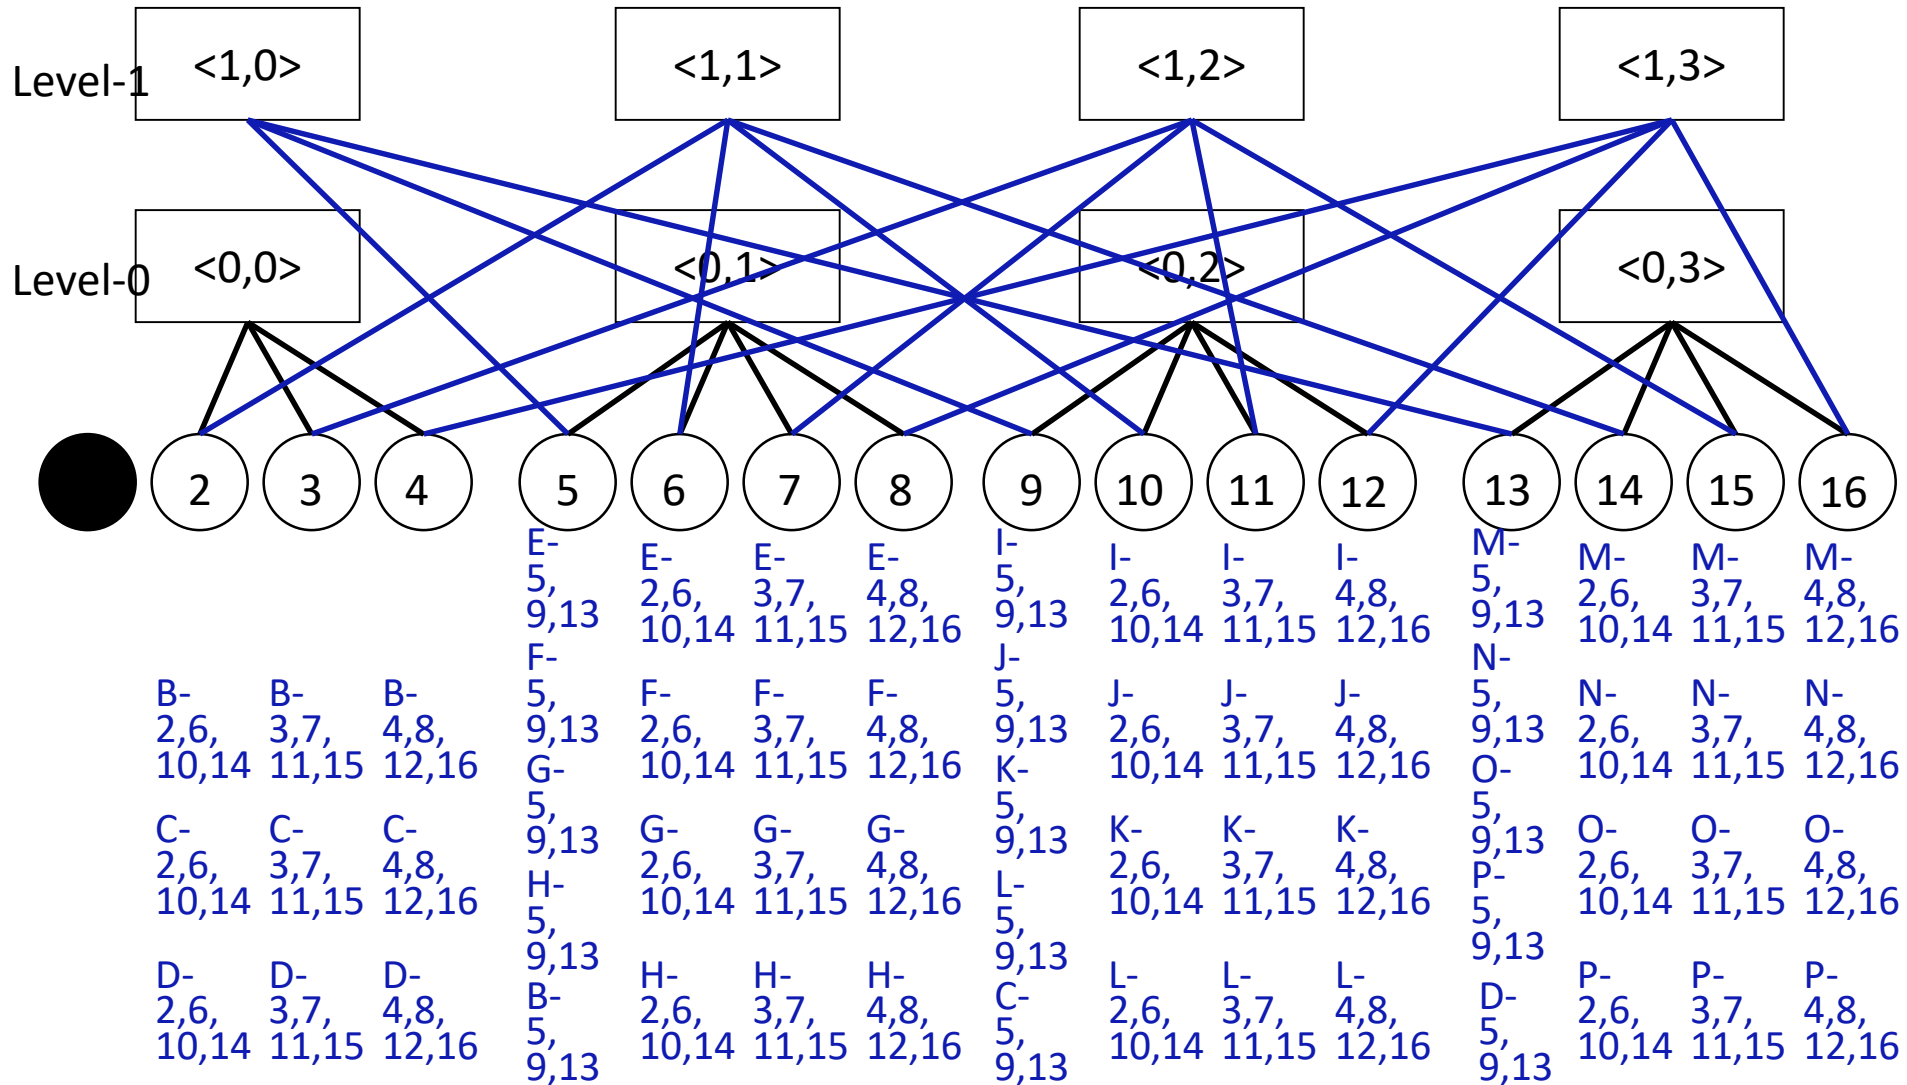 Level-1
<1,0>
<1,1>
<1,2>
<1,3>
Level-0
<0,0>
<0,1>
<0,2>
<0,3>
2
3
4
5
6
7
8
9
10
11
12
13
14
15
16
B-
2,6,
10,14
C-
2,6,
10,14
D-
2,6,
10,14
B-
3,7,
11,15
C-
3,7,
11,15
D-
3,7,
11,15
B-
4,8,
12,16
C-
4,8,
12,16
D-
4,8,
12,16
E-
5,
9,13
F-
5,
9,13
G-
5,
9,13
H-
5,
9,13
B-
5,
9,13
E-
2,6,
10,14
F-
2,6,
10,14
G-
2,6,
10,14
H-
2,6,
10,14
E-
3,7,
11,15
F-
3,7,
11,15
G-
3,7,
11,15
H-
3,7,
11,15
E-
4,8,
12,16
F-
4,8,
12,16
G-
4,8,
12,16
H-
4,8,
12,16
I-
5,
9,13
J-
5,
9,13
K-
5,
9,13
L-
5,
9,13
C-
5,
9,13
I-
2,6,
10,14
J-
2,6,
10,14
K-
2,6,
10,14
L-
2,6,
10,14
I-
3,7,
11,15
J-
3,7,
11,15
K-
3,7,
11,15
L-
3,7,
11,15
I-
4,8,
12,16
J-
4,8,
12,16
K-
4,8,
12,16
L-
4,8,
12,16
M-
5,
9,13
N-
5,
9,13
O-
5,
9,13
P-
5,
9,13
D-
5,
9,13
M-
2,6,
10,14
N-
2,6,
10,14
O-
2,6,
10,14
P-
2,6,
10,14
M-
3,7,
11,15
N-
3,7,
11,15
O-
3,7,
11,15
P-
3,7,
11,15
M-
4,8,
12,16
N-
4,8,
12,16
O-
4,8,
12,16
P-
4,8,
12,16